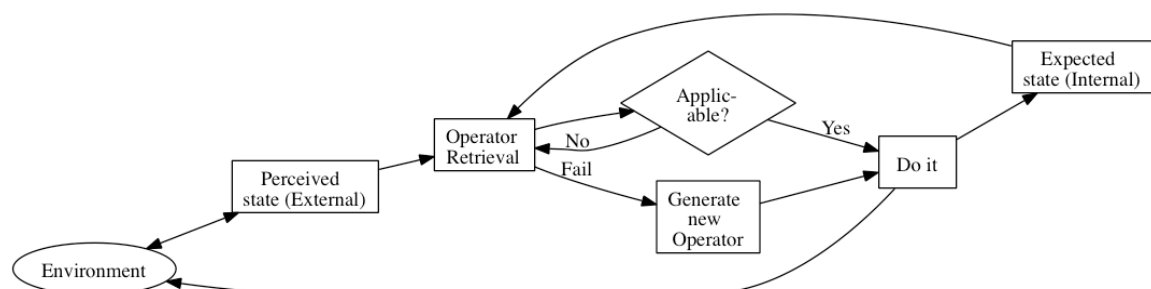 Expected
state (Internal)
Applic-
able?
Operator
Retrieval
No
Yes
Fail
Do it
Perceived
state (External)
Generate
new
Operator
Environment